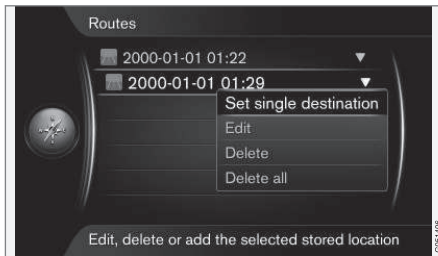 Routes
2000-01-01 01:22
2000-01-01 01:29
Set single destination
Edit
Delete
Delete all
Edit, delete or add the selected stored location